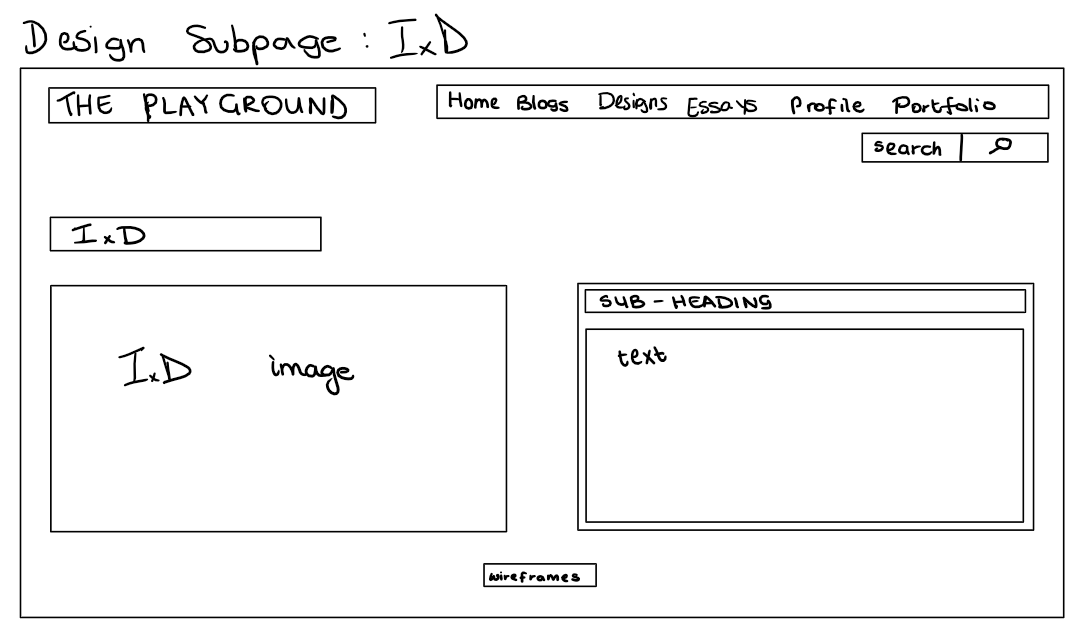 Design Subpage : IxD
THE PLAYGROUND
Home Blogs Designs Essays Profile Portfolio
search
IxD
IxD image
SUB - HEADING
text
wireframes